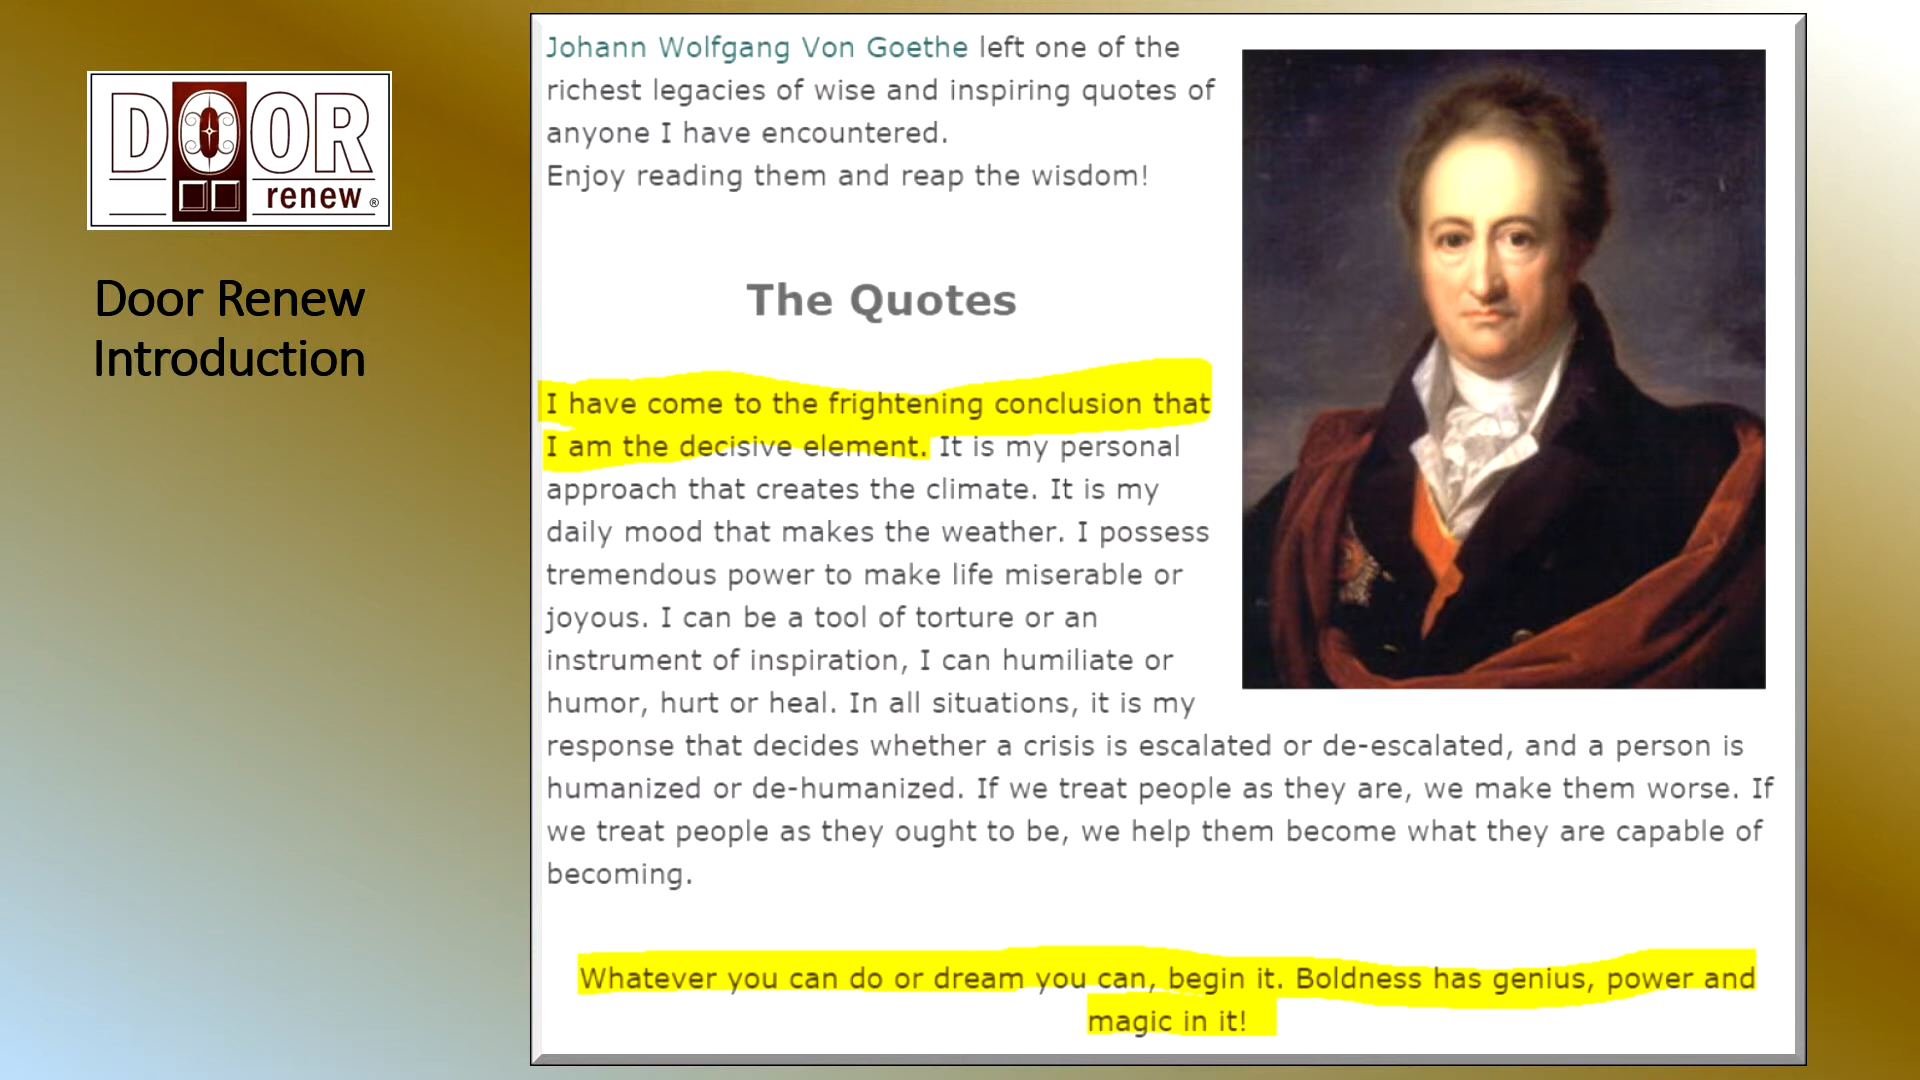 DOOR
renew ®
Door Renew
Introduction
Johann Wolfgang Von Goethe left one of the
richest legacies of wise and inspiring quotes of
anyone I have encountered.
Enjoy reading them and reap the wisdom!
The Quotes
I have come to the frightening conclusion that
I am the decisive element. It is my personal
approach that creates the climate. It is my
daily mood that makes the weather. I possess
tremendous power to make life miserable or
joyous. I can be a tool of torture or an
instrument of inspiration, I can humiliate or
humor, hurt or heal. In all situations, it is my
response that decides whether a crisis is escalated or de-escalated, and a person is
humanized or de-humanized. If we treat people as they are, we make them worse. If
we treat people as they ought to be, we help them become what they are capable of
becoming.
Whatever you can do or dream you can, begin it. Boldness has genius, power and
magic in it!